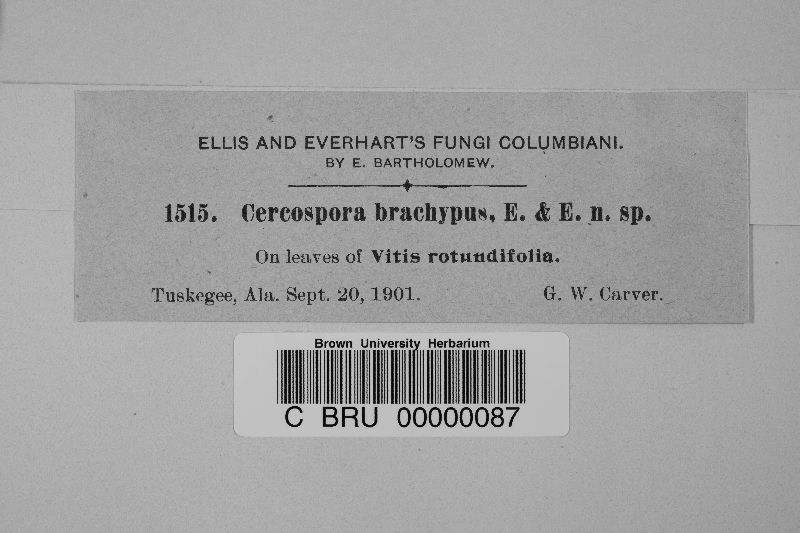 ELLIS AND EVERHART'S FUNGI COLUMBIANI.
BY E. BARTHOLOMEW.
1515. Cercospora brachypus, E. & E. n. sp.
On leaves of Vitis rotundifolia.
Tuskegee, Ala. Sept. 20, 1901. G. W. Carver.
Brown University Herbarium
C BRU 00000087